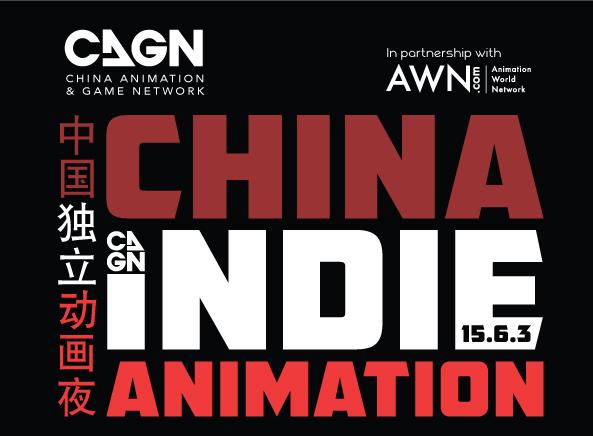 CAGN
CHINA ANIMATION
& GAME NETWORK
In partnership with
AWN.com
Animation
World
Network
中国独立动画夜
CHINA
CAGN
iNDIE
15.6.3
ANIMATION